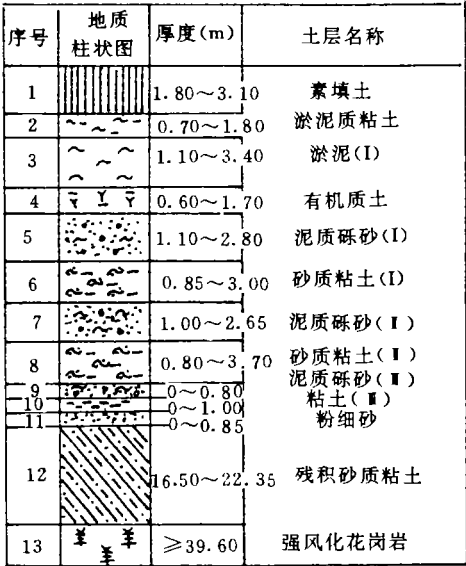 序号 地质柱状图 厚度(m) 土层名称
1 1.80～3.10 素填土
2 0.70～1.80 淤泥质粘土
3 1.10～3.40 淤泥(I)
4 0.60～1.70 有机质土
5 1.10～2.80 泥质砾砂(I)
6 0.85～3.00 砂质粘土(I)
7 1.00～2.65 泥质砾砂(Ⅱ)
8 0.80～3.70 砂质粘土(Ⅱ)
9 0～0.80 泥质砾砂(Ⅲ)
10 0～1.00 粘土(Ⅲ)
11 0～0.85 粉细砂
12 16.50～22.35 残积砂质粘土
13 ≥39.60 强风化花岗岩